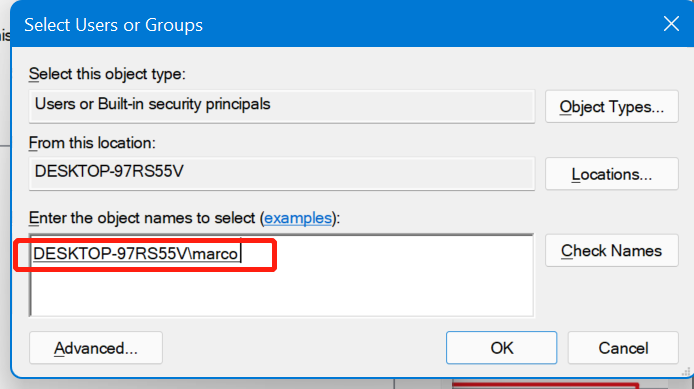 his
Select Users or Groups
Select this object type:
Users or Built-in security principals
Object Types...
From this location:
DESKTOP-97RS55V
Locations...
Enter the object names to select (examples):
DESKTOP-97RS55V\marco
Check Names
Advanced...
OK
Cancel